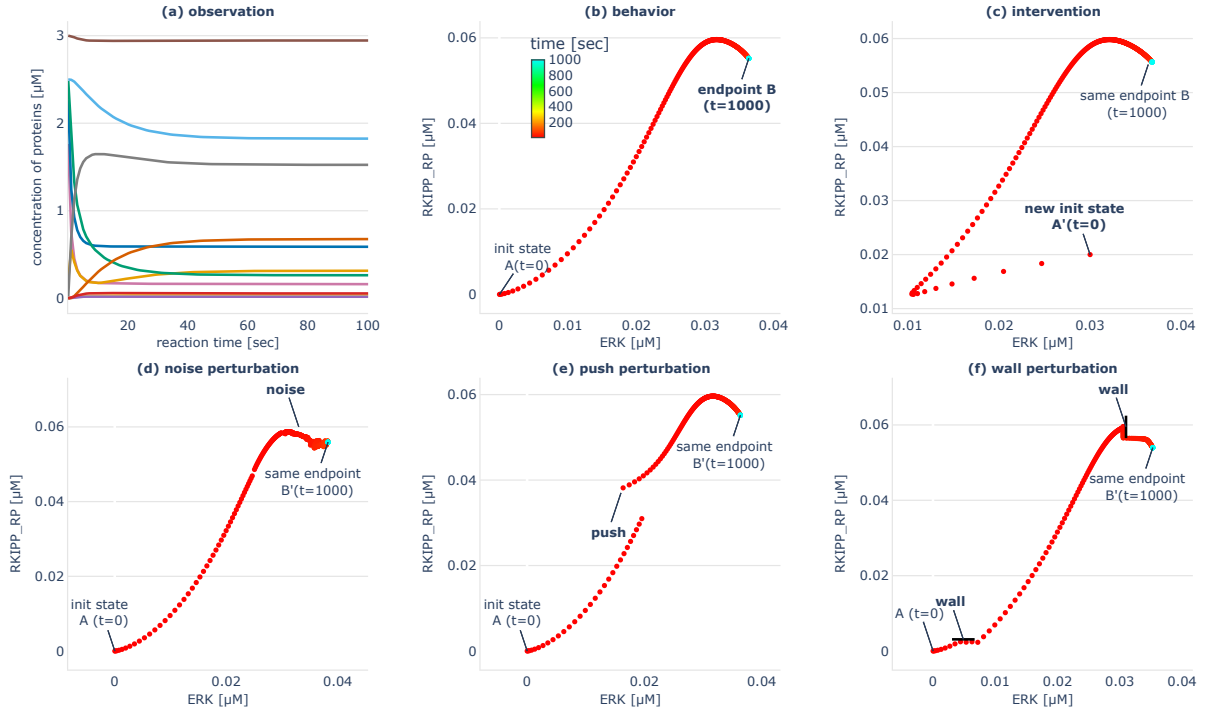 (a) observation
concentration of proteins [µM]
3
2
1
0
20
40
60
80
100
reaction time [sec]
(b) behavior
RKIPP_RP [µM]
0.06
0.04
0.02
0
time [sec]
1000
800
600
400
200
endpoint B
(t=1000)
init state
A(t=0)
0
0.01
0.02
0.03
0.04
ERK [µM]
(c) intervention
RKIPP_RP [µM]
0.06
0.05
0.04
0.03
0.02
0.01
same endpoint B
(t=1000)
new init state
A'(t=0)
0.01
0.02
0.03
0.04
ERK [µM]
(d) noise perturbation
RKIPP_RP [µM]
0.06
0.04
0.02
0
noise
same endpoint
B'(t=1000)
init state
A (t=0)
0
0.02
0.04
ERK [µM]
(e) push perturbation
RKIPP_RP [µM]
0.06
0.04
0.02
0
same endpoint
B'(t=1000)
push
init state
A (t=0)
0
0.02
0.04
ERK [µM]
(f) wall perturbation
RKIPP_RP [µM]
0.06
0.04
0.02
0
wall
same endpoint
B'(t=1000)
wall
A (t=0)
0
0.01
0.02
0.03
0.04
ERK [µM]